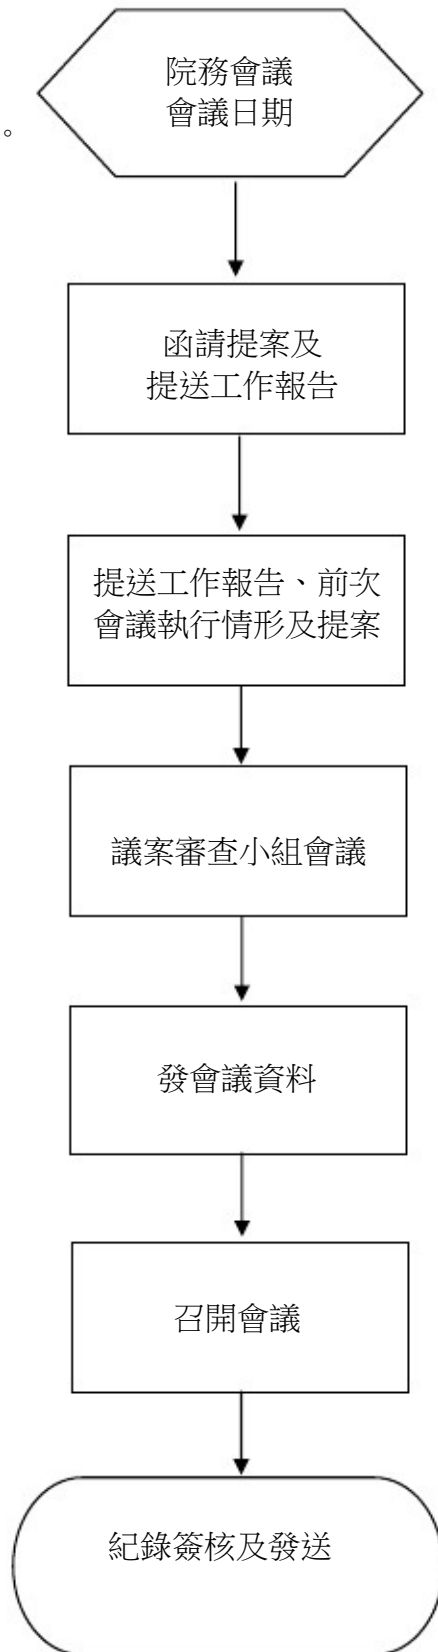 院務會議
會議日期
。
函請提案及
提送工作報告
提送工作報告、前次
會議執行情形及提案
議案審查小組會議
發會議資料
召開會議
紀錄簽核及發送